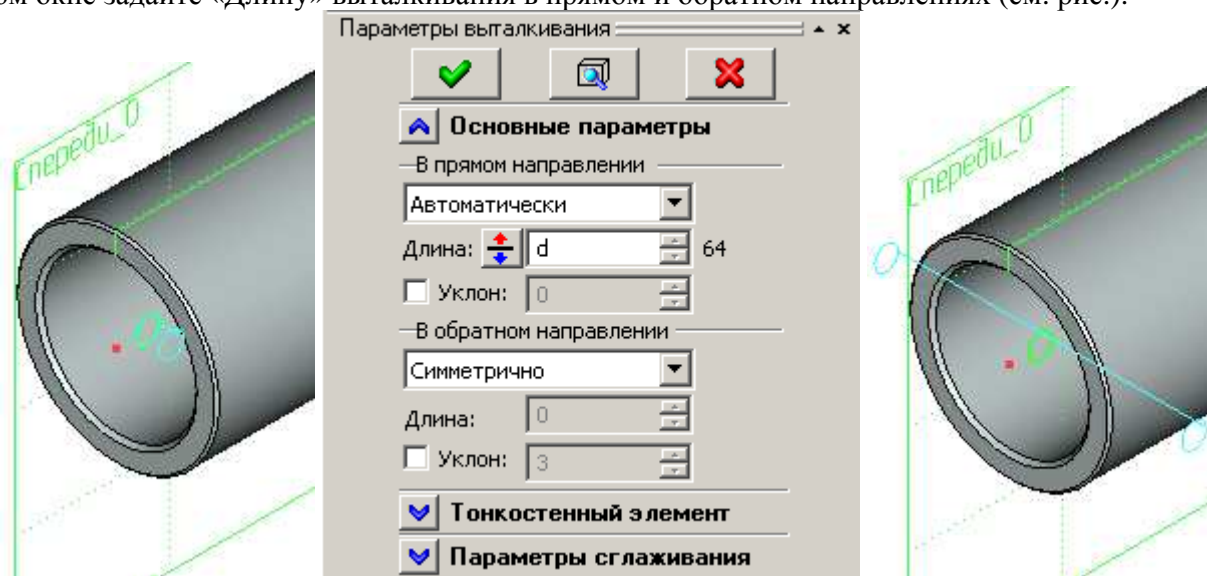 ом окне задайте «Длину» выталкивания в прямом и обратном направлениях (см. рис.).
Параметры выталкивания
Основные параметры
В прямом направлении
Автоматически
Длина: d 64
Уклон: 0
В обратном направлении
Симметрично
Длина: 0
Уклон: 3
Тонкостенный элемент
Параметры сглаживания
Спереди_0
Спереди_0